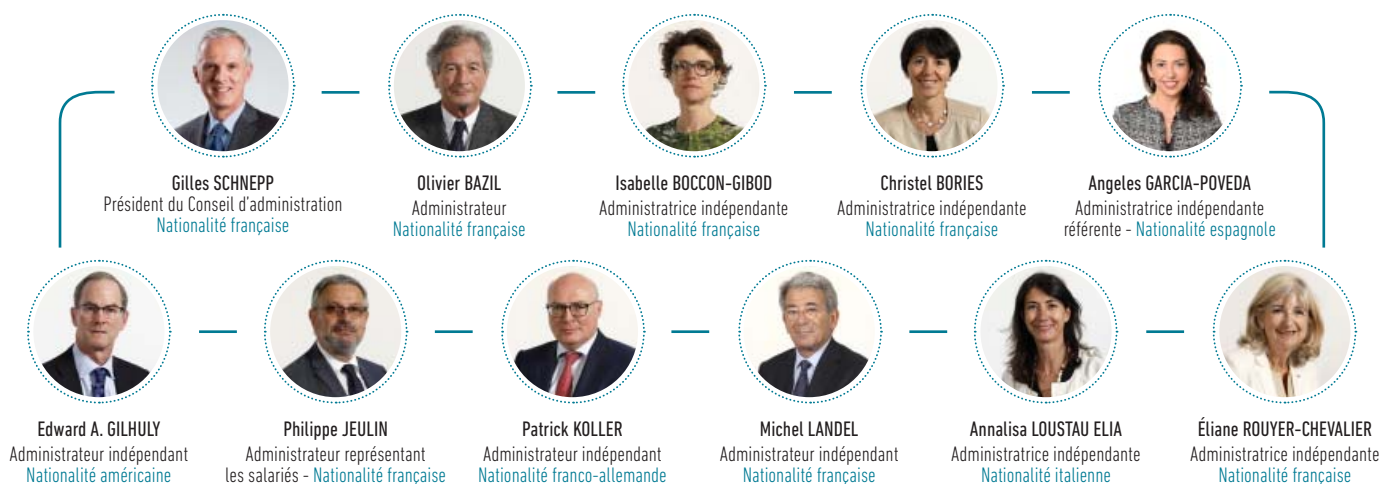 Gilles SCHNEPP
Président du Conseil d'administration
Nationalité française
Olivier BAZIL
Administrateur
Nationalité française
Isabelle BOCCON-GIBOD
Administratrice indépendante
Nationalité française
Christel BORIES
Administratrice indépendante
Nationalité française
Angeles GARCIA-POVEDA
Administratrice indépendante
référente - Nationalité espagnole
Edward A. GILHULY
Administrateur indépendant
Nationalité américaine
Philippe JEULIN
Administrateur représentant
les salariés - Nationalité française
Patrick KOLLER
Administrateur indépendant
Nationalité franco-allemande
Michel LANDEL
Administrateur indépendant
Nationalité française
Annalisa LOUSTAU ELIA
Administratrice indépendante
Nationalité italienne
Éliane ROUYER-CHEVALIER
Administratrice indépendante
Nationalité française